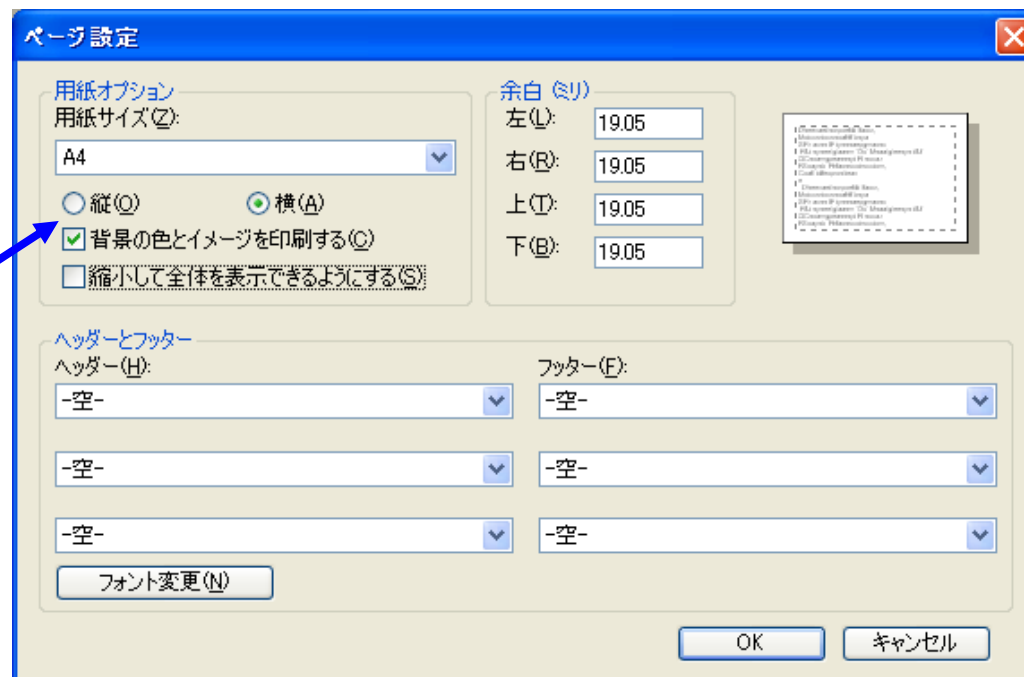 ページ設定
用紙オプション
用紙サイズ(Z):
A4
縦(O) 横(A)
背景の色とイメージを印刷する(C)
縮小して全体を表示できるようにする(S)
余白 (ミリ)
左(L): 19.05
右(R): 19.05
上(T): 19.05
下(B): 19.05
ヘッダーとフッター
ヘッダー(H): フッター(F):
-空- -空-
-空- -空-
-空- -空-
フォント変更(N)
OK キャンセル